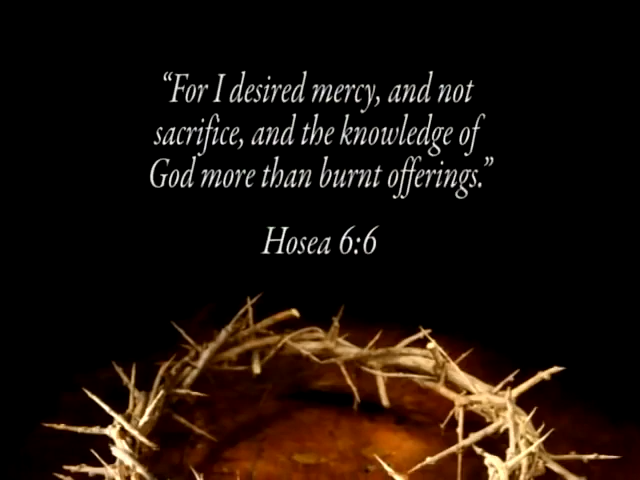 “For I desired mercy, and not
sacrifice, and the knowledge of
God more than burnt offerings.”
Hosea 6:6